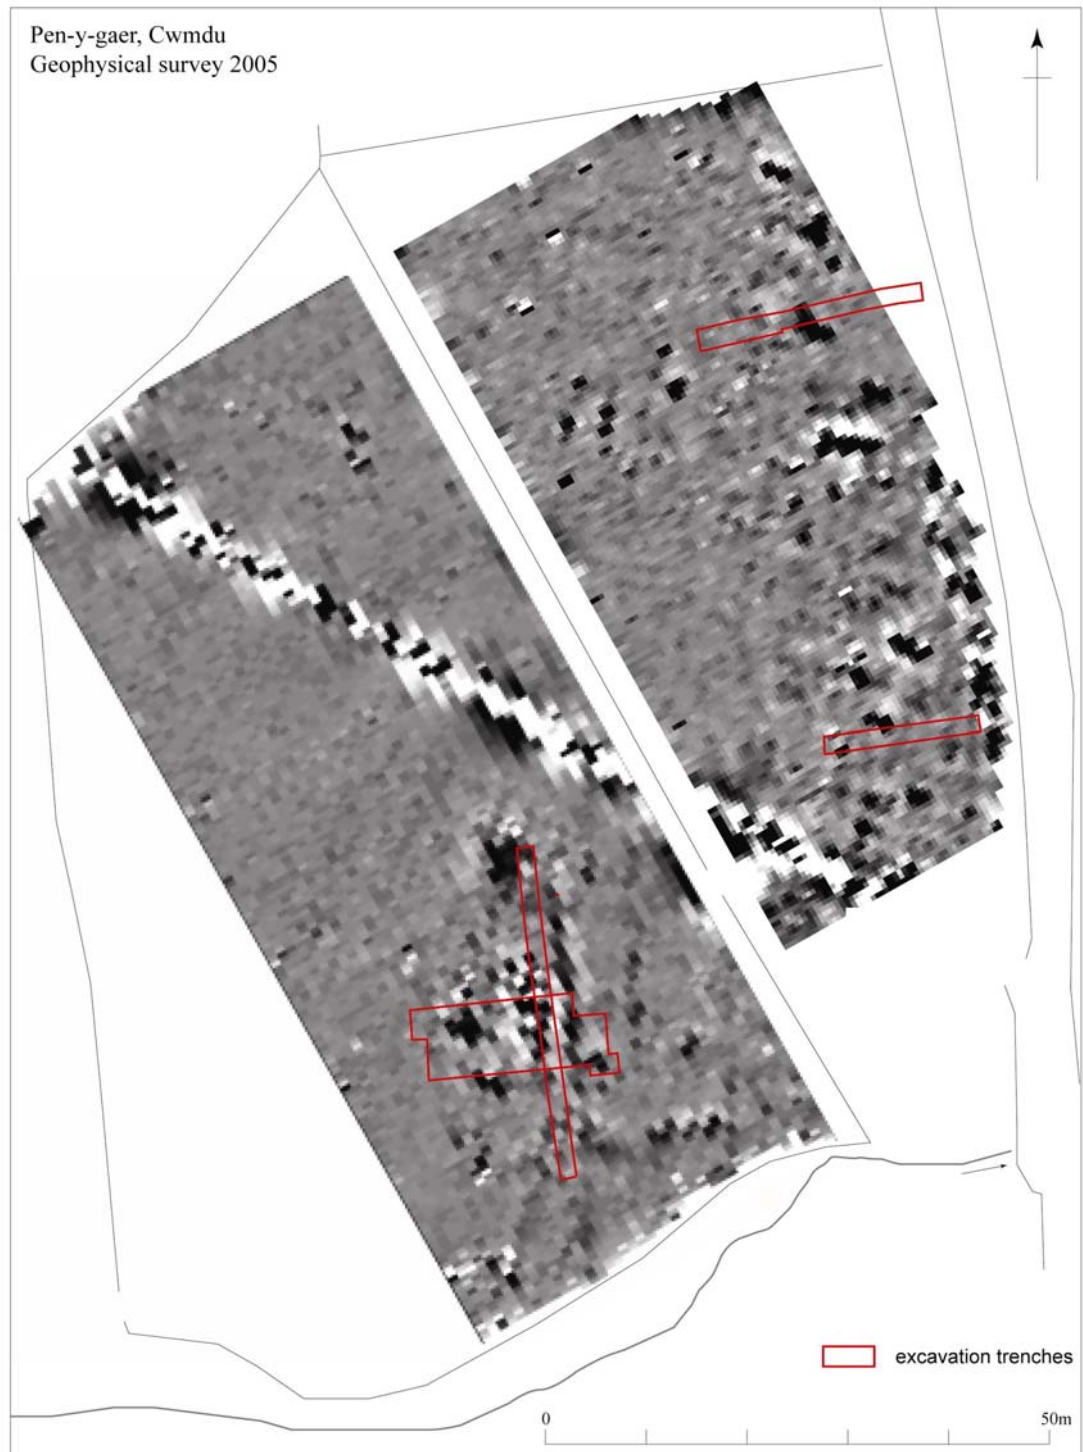 Pen-y-gaer, Cwmdu
Geophysical survey 2005
excavation trenches
0 50m